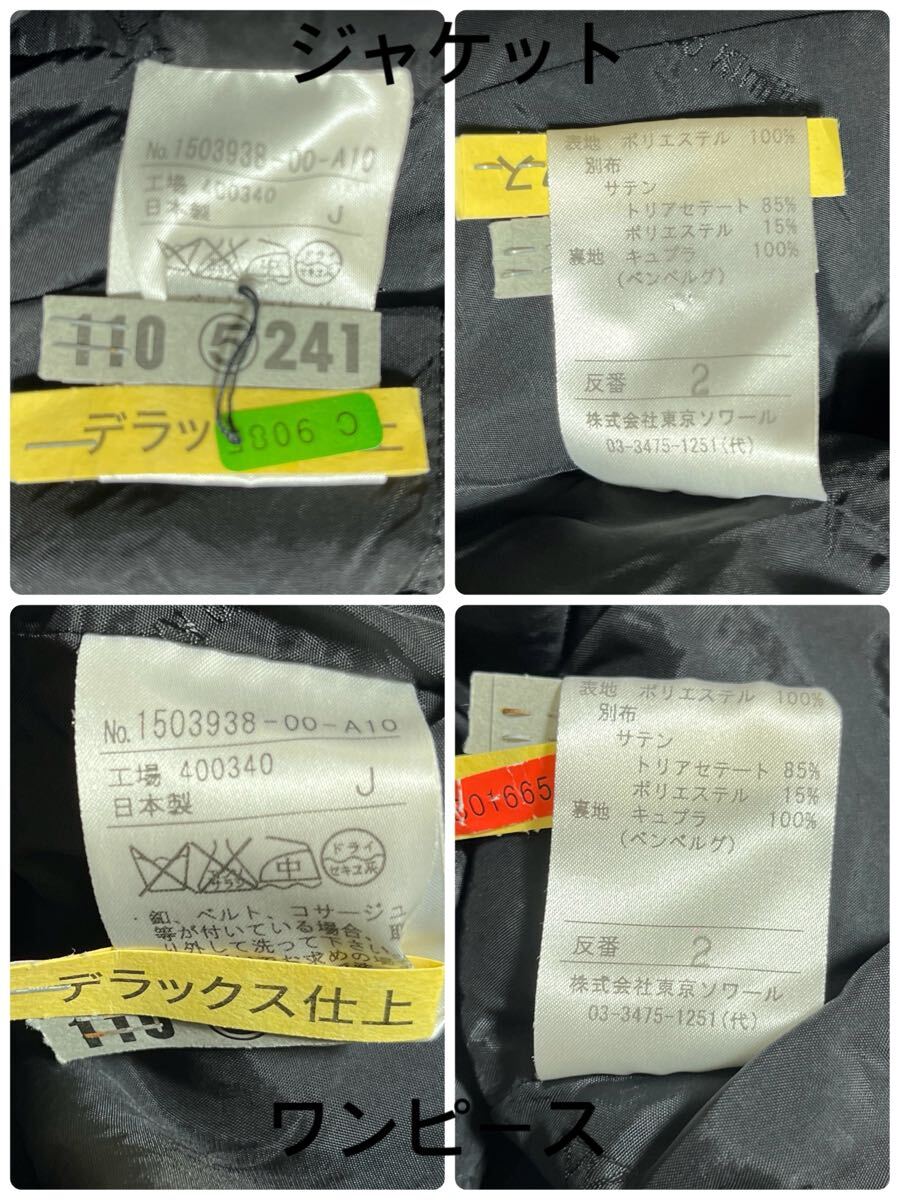 ジャケット
No.1503938-00-A10
工場 400340
日本製
J
ドライ
110 ⑤ 241
デラッ
C 9085
上
表地 ポリエステル 100%
別布
サテン
トリアセテート 85%
ポリエステル 15%
裏地 キュプラ 100%
(ベンベルグ)
反番 2
株式会社東京ソワール
03-3475-1251(代)
ス
No.1503938-00-A10
工場 400340
日本製
J
中
ドライ
セキユ系
釦、ベルト、コサージュ
等が付いている場合、
り外して洗って下さい
デラックス仕上
115
表地 ポリエステル 100%
別布
サテン
トリアセテート 85%
ポリエステル 15%
裏地 キュプラ 100%
(ベンベルグ)
01665
反番 2
株式会社東京ソワール
03-3475-1251(代)
ワンピース